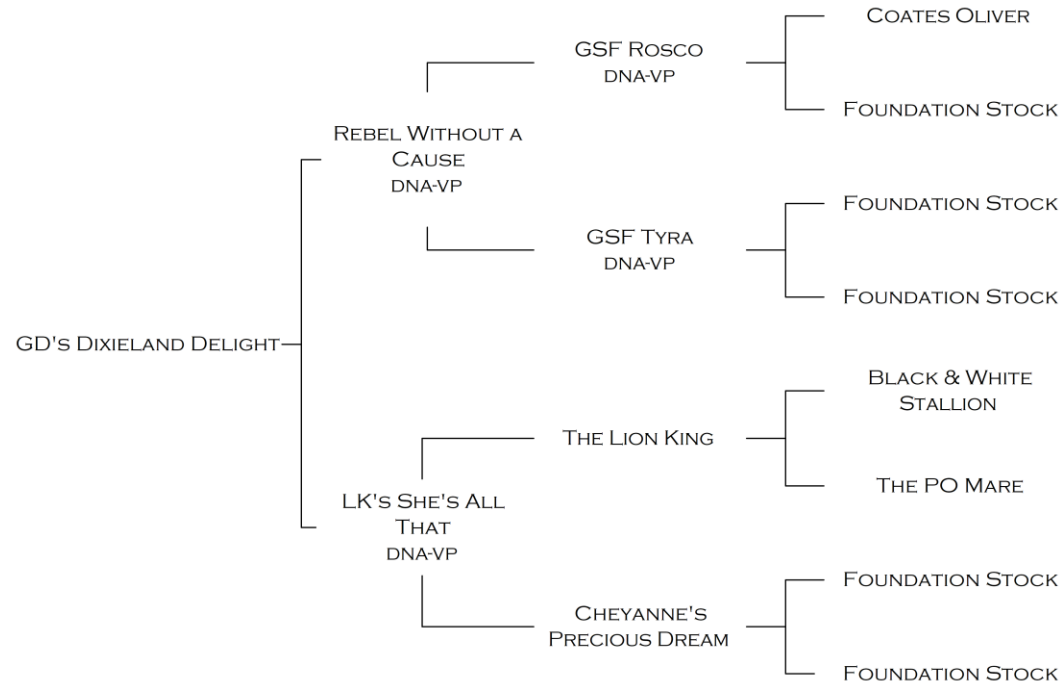 Coates Oliver
GSF Rosco
DNA-VP
Foundation Stock
Rebel Without a
Cause
DNA-VP
Foundation Stock
GSF Tyra
DNA-VP
Foundation Stock
GD's Dixieland Delight
Black & White
Stallion
The Lion King
The PO Mare
LK's She's All
That
DNA-VP
Foundation Stock
Cheyanne's
Precious Dream
Foundation Stock